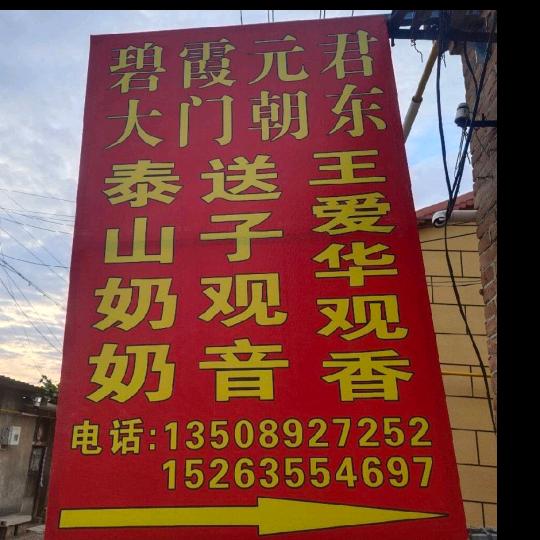 碧霞元君
大门朝东
泰山奶奶
送子观音
王爱华观香
电话:13508927252
15263554697